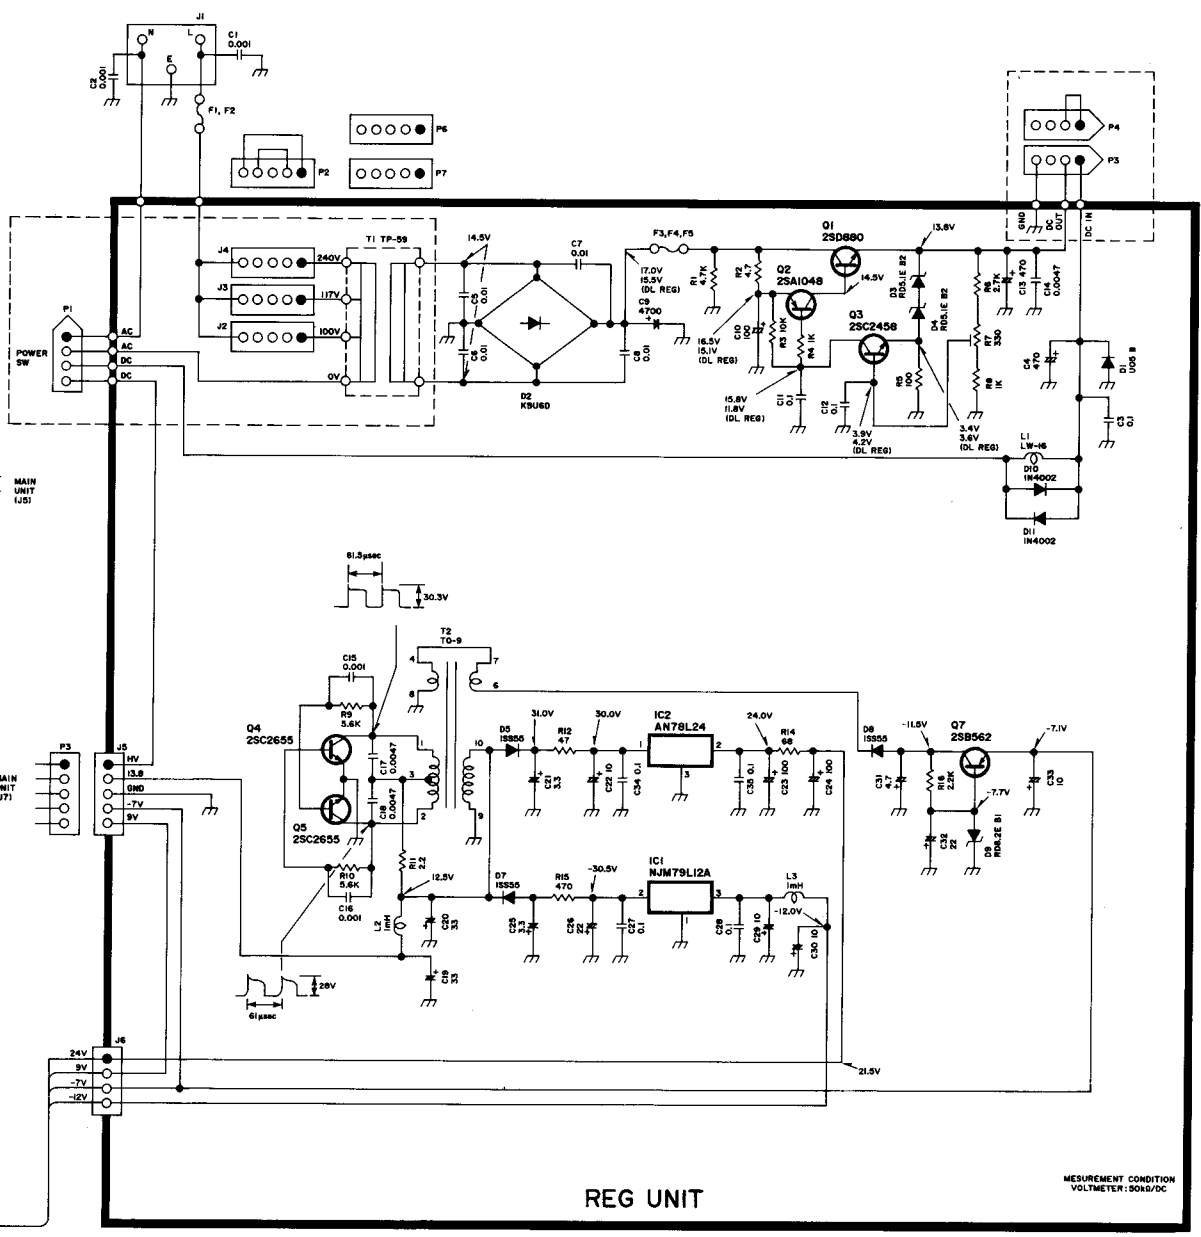 J1
N
L
E
C1
0.001
C2
0.001
F1, F2
P6
P2
P7
P4
P3
GND
DC
OUT
DC IN
J4
240V
J3
117V
J2
100V
0V
T1 TP-59
P1
POWER
SW
AC
AC
DC
DC
14.5V
C5
0.01
C6
0.01
C7
0.01
D2
KBU6D
F3,F4,F5
17.0V
15.5V
(DL REG)
C9
4700
C8
0.01
R1
4.7K
R2
4.7
Q1
2SD880
Q2
2SA1048
14.5V
Q3
2SC2458
13.8V
16.5V
15.1V
(DL REG)
C10
100
R3 10K
R4 1K
15.8V
11.8V
(DL REG)
C11
0.1
C12
0.1
D3
RD5.1E B2
D4
RD5.1E B2
R5
100
3.9V
4.2V
(DL REG)
3.4V
3.6V
(DL REG)
R6
2.7K
R7
330
R8
1K
C13 470
C14
0.0047
C4
470
D1
U05 B
C3
0.1
L1
LW-16
D10
1N4002
D11
1N4002
MAIN
UNIT
(J5)
61.5µsec
30.3V
T2
TO-9
4
7
8
6
C15
0.001
R9
5.6K
Q4
2SC2655
Q5
2SC2655
C17
0.0047
C18
0.0047
1
3
2
10
9
R10
5.6K
C16
0.001
R11
2.2
12.5V
L2
1mH
C20
33
C19
33
28V
61µsec
D5
1SS55
31.0V
R12
47
30.0V
C21
3.3
C22 10
C34 0.1
IC2
AN78L24
1
2
3
C35 0.1
24.0V
R14
68
C23 100
C24 100
D7
1SS55
R15
470
-30.5V
C25
3.3
C26
22
C27
0.1
IC1
NJM79L12A
2
3
1
C28
0.1
C29 10
L3
1mH
-12.0V
C30 10
D8
1SS55
-11.5V
Q7
2SB562
-7.1V
C31
4.7
R16
2.2K
-7.7V
C32
22
D9
RD8.2E B1
C33
10
P3
MAIN
UNIT
(J7)
J5
HV
13.8
GND
-7V
9V
J6
24V
9V
-7V
-12V
21.5V
REG UNIT
MESUREMENT CONDITION
VOLTMETER:50kΩ/DC